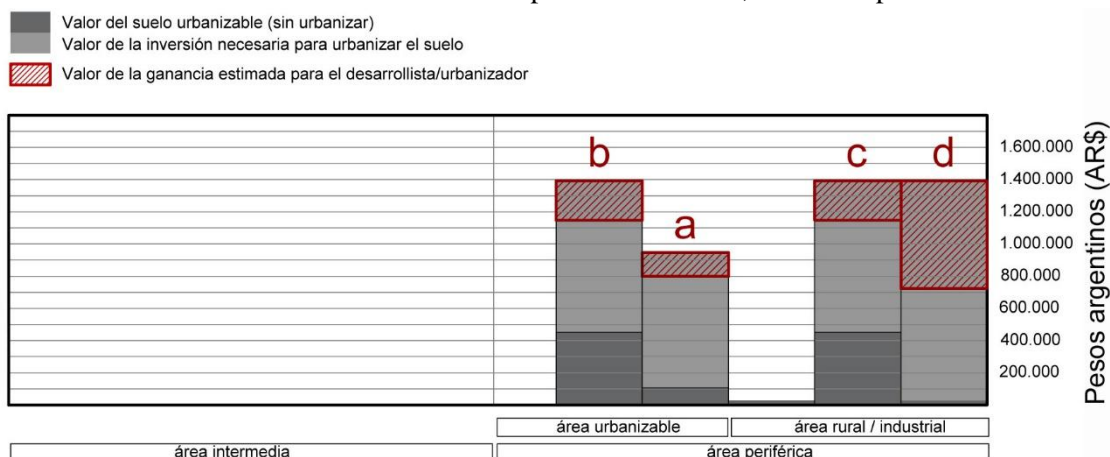 Valor del suelo urbanizable (sin urbanizar)
Valor de la inversión necesaria para urbanizar el suelo
Valor de la ganancia estimada para el desarrollista/urbanizador
b
a
c
d
1.600.000
1.400.000
1.200.000
1.000.000
800.000
600.000
400.000
200.000
Pesos argentinos (AR$)
área urbanizable
área rural / industrial
área intermedia
área periférica